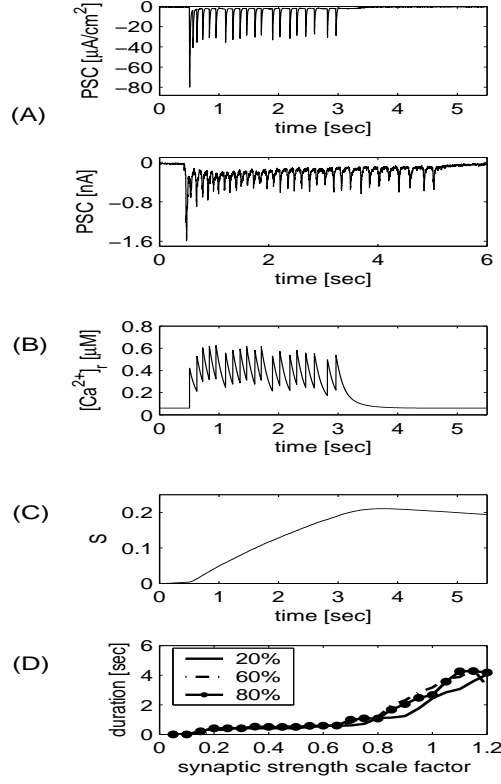 (A)
PSC [μA/cm²]
0
−20
−40
−60
−80
0 1 2 3 4 5 6
time [sec]
PSC [nA]
0
−0.8
−1.6
0 2 4 6
time [sec]
(B)
[Ca²⁺]ᵣ [μM]
0.8
0.6
0.4
0.2
0
0 1 2 3 4 5
time [sec]
(C)
S
0.2
0.1
0
0 1 2 3 4 5
time [sec]
(D)
duration [sec]
6
4
2
0
20%
60%
80%
0 0.2 0.4 0.6 0.8 1.0 1.2
synaptic strength scale factor